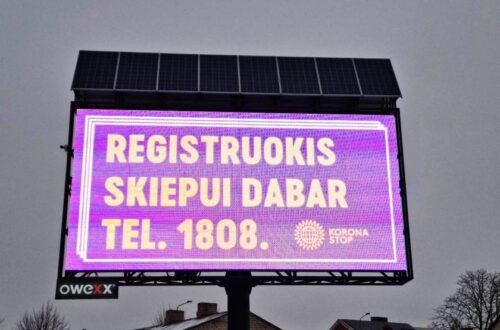 REGISTRUOKIS
SKIEPUI DABAR
TEL. 1808.
KORONA
STOP
owexx